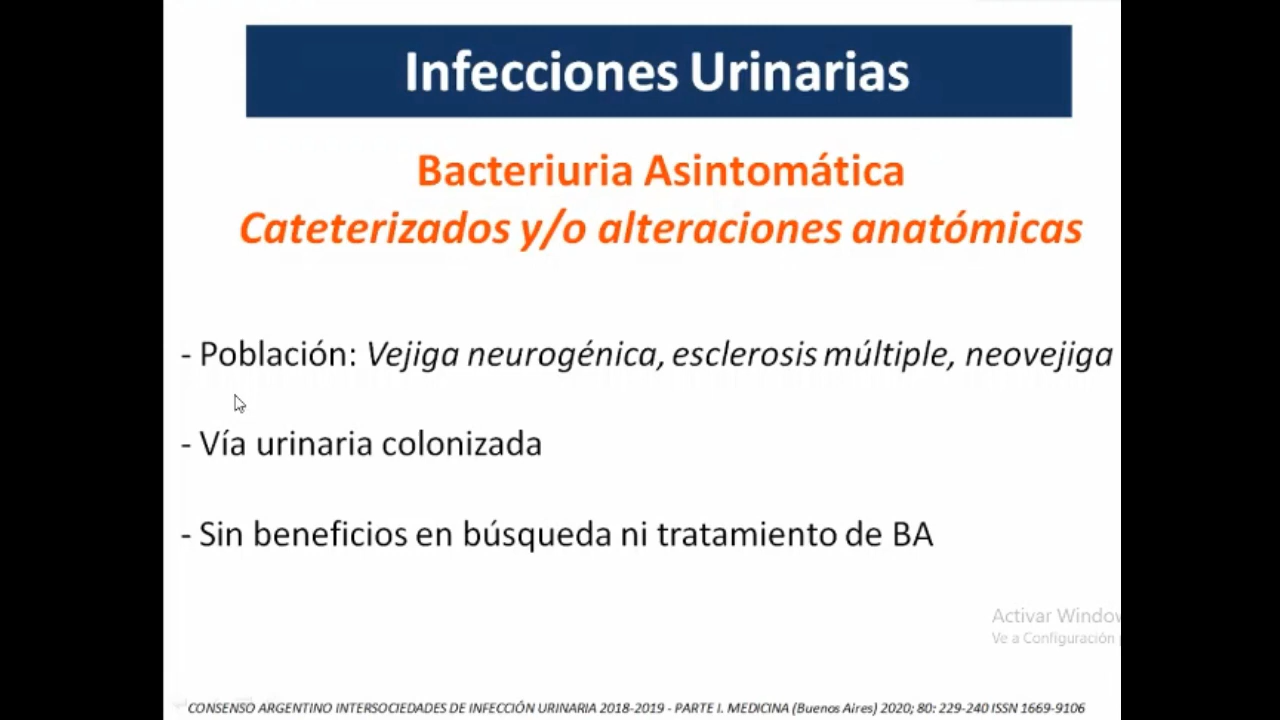 Infecciones Urinarias
Bacteriuria Asintomática
Cateterizados y/o alteraciones anatómicas
- Población: Vejiga neurogénica, esclerosis múltiple, neovejiga
- Vía urinaria colonizada
- Sin beneficios en búsqueda ni tratamiento de BA
Activar Window
Ve a Configuración
CONSENSO ARGENTINO INTERSOCIEDADES DE INFECCIÓN URINARIA 2018-2019 - PARTE I. MEDICINA (Buenos Aires) 2020; 80: 229-240 ISSN 1669-9106